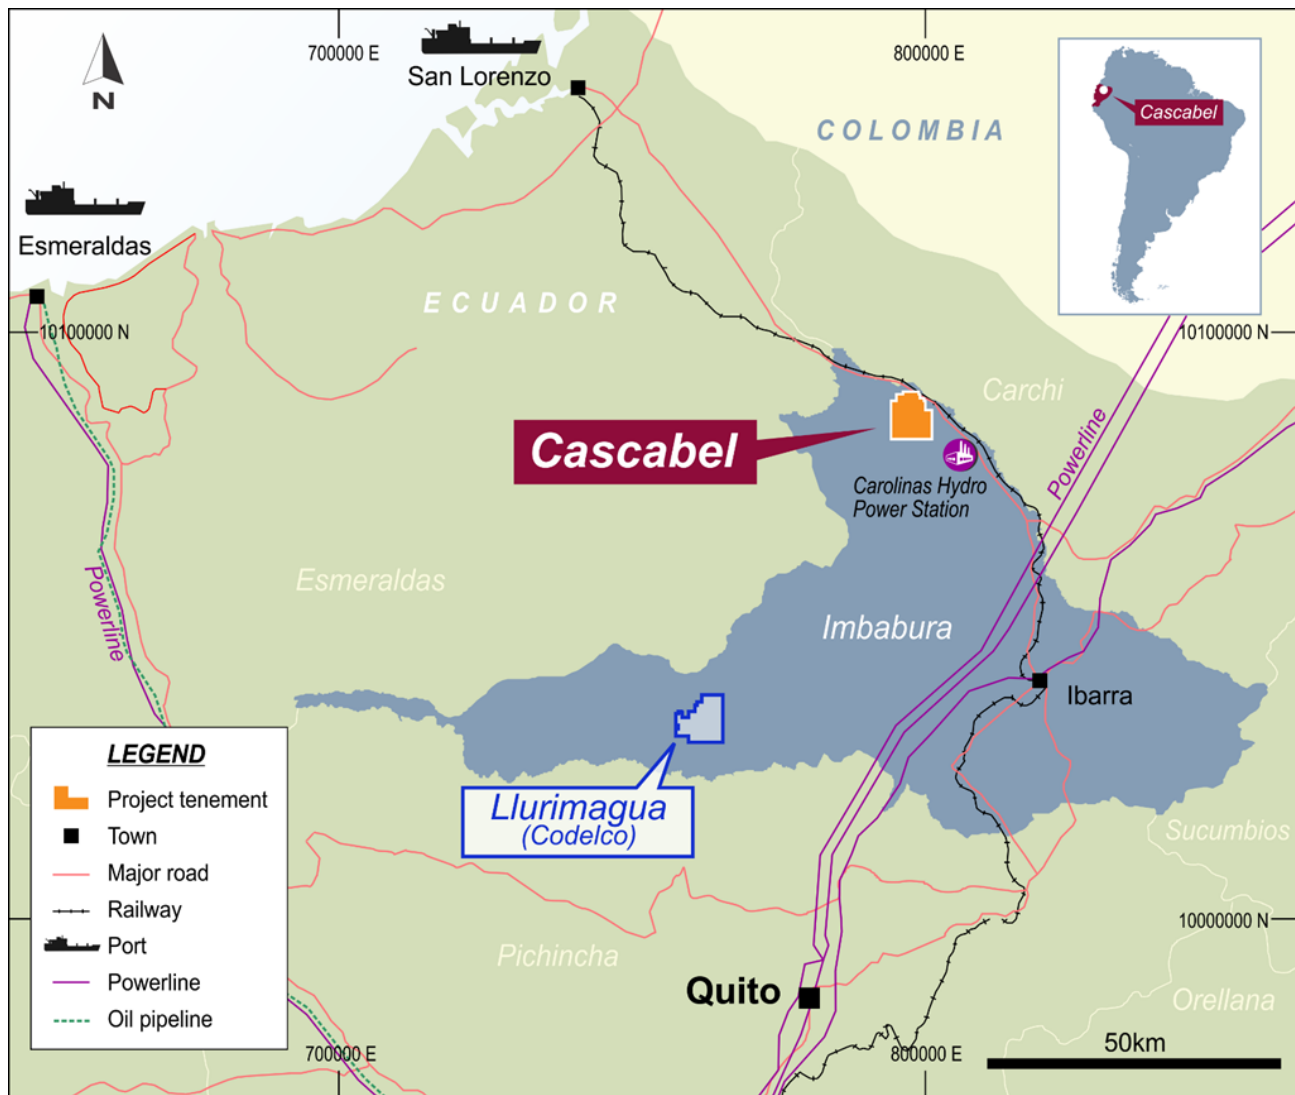 700000 E
800000 E
San Lorenzo
N
COLOMBIA
Cascabel
Esmeraldas
ECUADOR
10100000 N
10100000 N
Carchi
Cascabel
Powerline
Carolinas Hydro
Power Station
Esmeraldas
Powerline
Imbabura
Ibarra
LEGEND
Project tenement
Town
Major road
Railway
Port
Powerline
Oil pipeline
Llurimagua
(Codelco)
Sucumbios
10000000 N
Pichincha
Quito
Orellana
700000 E
800000 E
50km